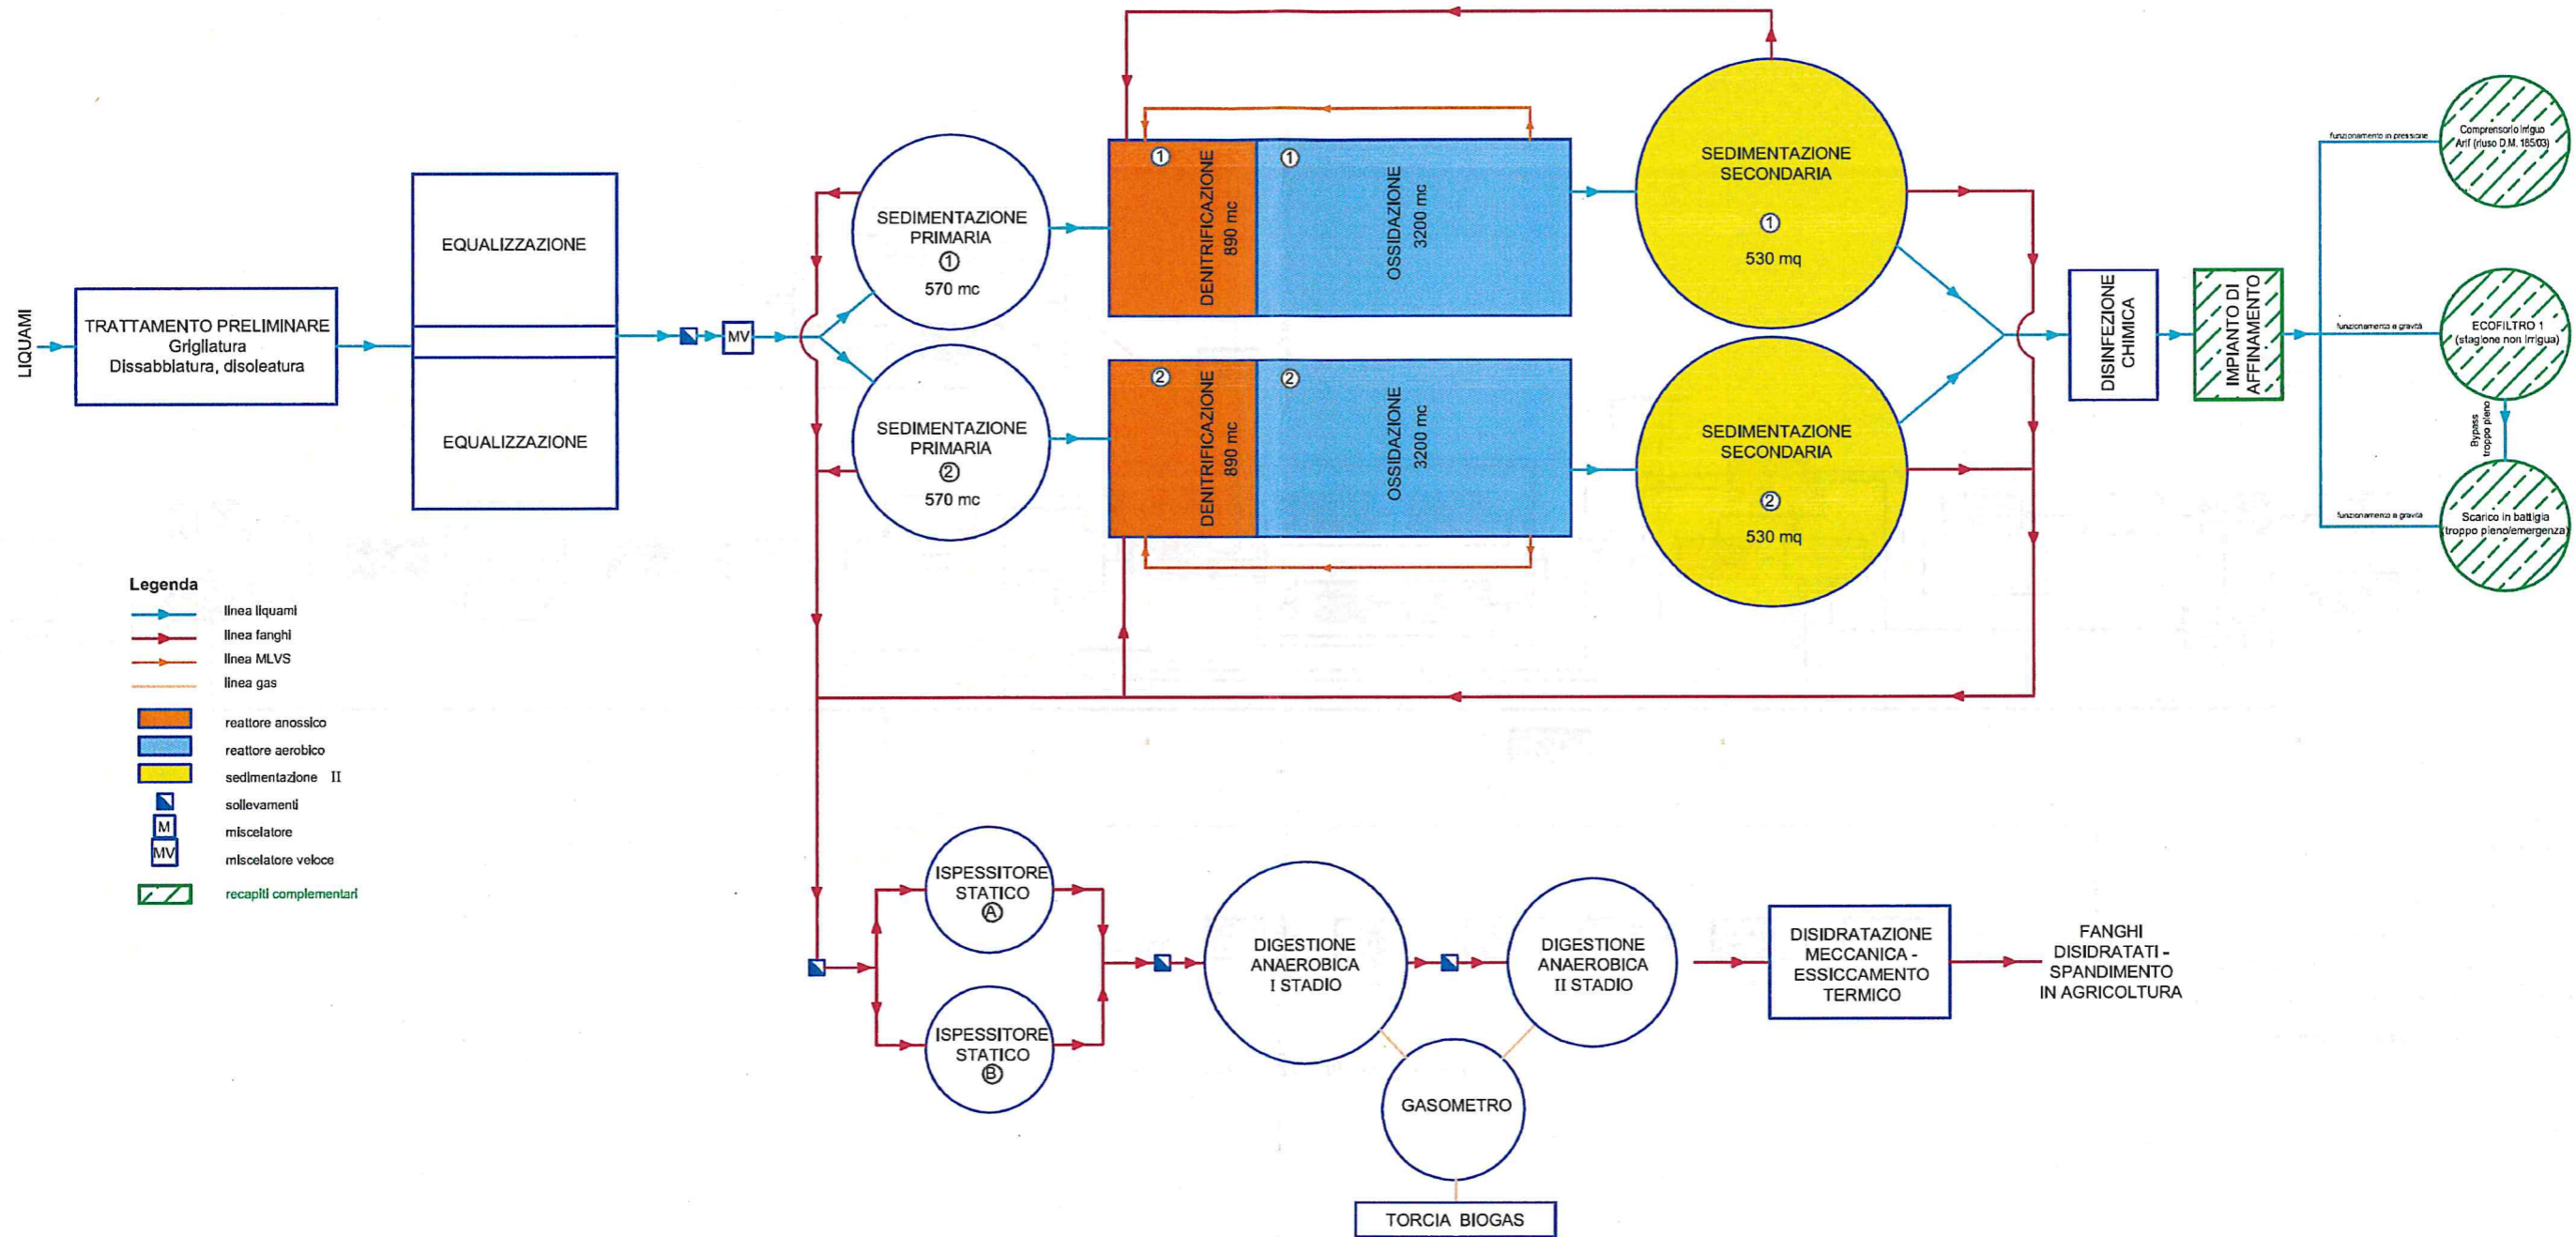 LIQUAMI
TRATTAMENTO PRELIMINARE
Grigliatura
Dissabbiatura, disoleatura
EQUALIZZAZIONE
EQUALIZZAZIONE
MV
SEDIMENTAZIONE
PRIMARIA
1
570 mc
SEDIMENTAZIONE
PRIMARIA
2
570 mc
1
DENITRIFICAZIONE
890 mc
1
OSSIDAZIONE
3200 mc
2
DENITRIFICAZIONE
890 mc
2
OSSIDAZIONE
3200 mc
SEDIMENTAZIONE
SECONDARIA
1
530 mq
SEDIMENTAZIONE
SECONDARIA
2
530 mq
DISINFEZIONE
CHIMICA
IMPIANTO DI
AFFINAMENTO
funzionamento in pressione
Comprensorio irriguo
Arif (riuso D.M. 185/03)
funzionamento a gravità
ECOFILTRO 1
(stagione non irrigua)
Bypass
troppo pieno
funzionamento a gravità
Scarico in battigia
(troppo pieno/emergenza)
Legenda
linea liquami
linea fanghi
linea MLVS
linea gas
reattore anossico
reattore aerobico
sedimentazione II
sollevamenti
M
miscelatore
MV
miscelatore veloce
recapiti complementari
ISPESSITORE
STATICO
A
ISPESSITORE
STATICO
B
DIGESTIONE
ANAEROBICA
I STADIO
DIGESTIONE
ANAEROBICA
II STADIO
GASOMETRO
TORCIA BIOGAS
DISIDRATAZIONE
MECCANICA -
ESSICCAMENTO
TERMICO
FANGHI
DISIDRATATI -
SPANDIMENTO
IN AGRICOLTURA